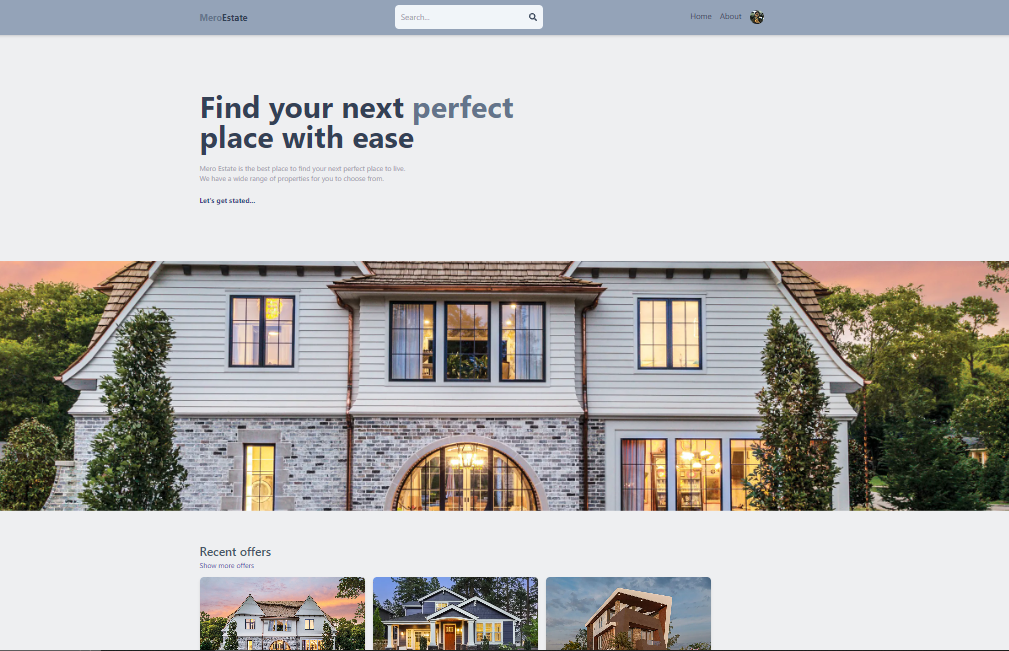 MeroEstate
Search...
Home About
Find your next perfect
place with ease
Mero Estate is the best place to find your next perfect place to live.
We have a wide range of properties for you to choose from.
Let's get stated...
Recent offers
Show more offers